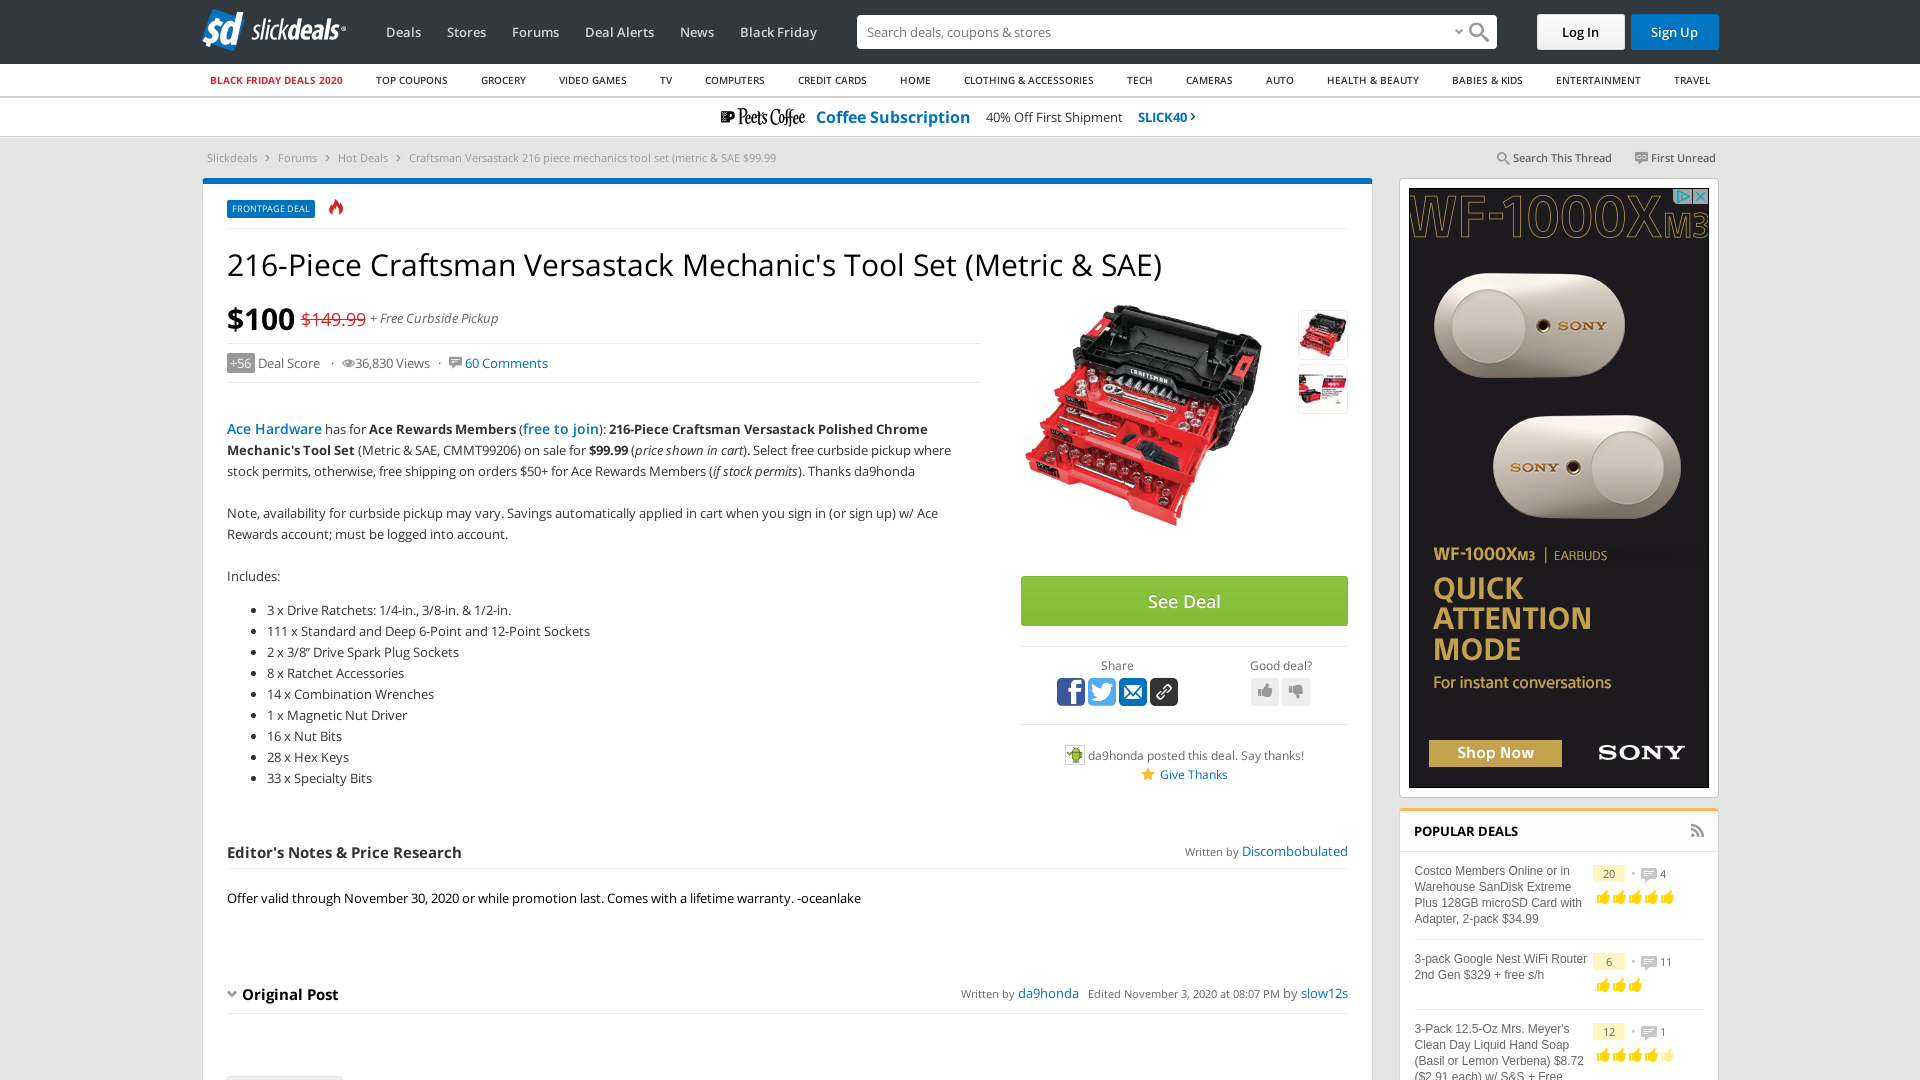 slickdeals
Deals Stores Forums Deal Alerts News Black Friday
Search deals, coupons & shopping
Log In
Sign Up
BLACK FRIDAY DEALS 2020 TOP COUPONS GROCERY VIDEO GAMES TV COMPUTERS CREDIT CARDS HOME CLOTHING & ACCESSORIES TECH CAMERAS AUTO HEALTH & BEAUTY BABIES & KIDS ENTERTAINMENT TRAVEL
Peet's Coffee Coffee Subscription 40% Off First Shipment SLICK40
Slickdeals Forums Hot Deals Craftsman Versastack 216 piece mechanics tool set (metric & SAE $99.99
Search This Thread First Unread
FRONTPAGE DEAL
216-Piece Craftsman Versastack Mechanic's Tool Set (Metric & SAE)
$100 $149.99 + Free Curbside Pickup
+56 Deal Score · 36,830 Views · 60 Comments
Ace Hardware has for Ace Rewards Members (free to join): 216-Piece Craftsman Versastack Polished Chrome
Mechanic's Tool Set (Metric & SAE, CMMT99206) on sale for $99.99 (price shown in cart). Select free curbside pickup where
stock permits, otherwise, free shipping on orders $50+ for Ace Rewards Members (if stock permits). Thanks da9honda
Note, availability for curbside pickup may vary. Savings automatically applied in cart when you sign in (or sign up) w/ Ace
Rewards account; must be logged into account.
Includes:
3 x Drive Ratchets: 1/4-in., 3/8-in. & 1/2-in.
111 x Standard and Deep 6-Point and 12-Point Sockets
2 x 3/8” Drive Spark Plug Sockets
8 x Ratchet Accessories
14 x Combination Wrenches
1 x Magnetic Nut Driver
16 x Nut Bits
28 x Hex Keys
33 x Specialty Bits
CRAFTSMAN
See Deal
Share
Good deal?
da9honda posted this deal. Say thanks!
Give Thanks
Editor's Notes & Price Research
Written by Discombobulated
Offer valid through November 30, 2020 or while promotion last. Comes with a lifetime warranty. -oceanlake
Original Post
Written by da9honda Edited November 3, 2020 at 08:07 PM by slow12s
WF-1000XM3
SONY
SONY
WF-1000XM3 | EARBUDS
QUICK
ATTENTION
MODE
For instant conversations
Shop Now
SONY
POPULAR DEALS
Costco Members Online or in
Warehouse SanDisk Extreme
Plus 128GB microSD Card with
Adapter, 2-pack $34.99
20 4
3-pack Google Nest WiFi Router
2nd Gen $329 + free s/h
6 11
3-Pack 12.5-Oz Mrs. Meyer's
Clean Day Liquid Hand Soap
(Basil or Lemon Verbena) $8.72
($2.91 each) w/ S&S + Free
12 1